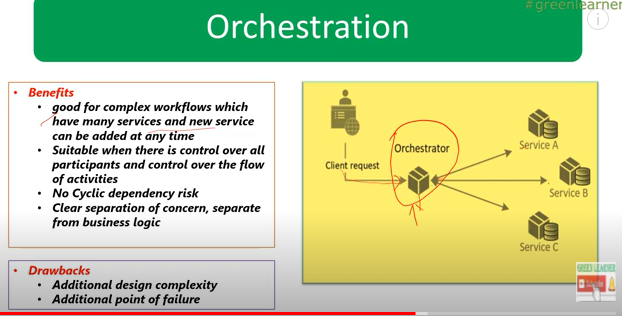 #greenlearner
Orchestration
• Benefits
• good for complex workflows which
have many services and new service
can be added at any time
• Suitable when there is control over all
participants and control over the flow
of activities
• No Cyclic dependency risk
• Clear separation of concern, separate
from business logic
• Drawbacks
• Additional design complexity
• Additional point of failure
Orchestrator
Client request
Service A
Service B
Service C
GREEN LEARNER